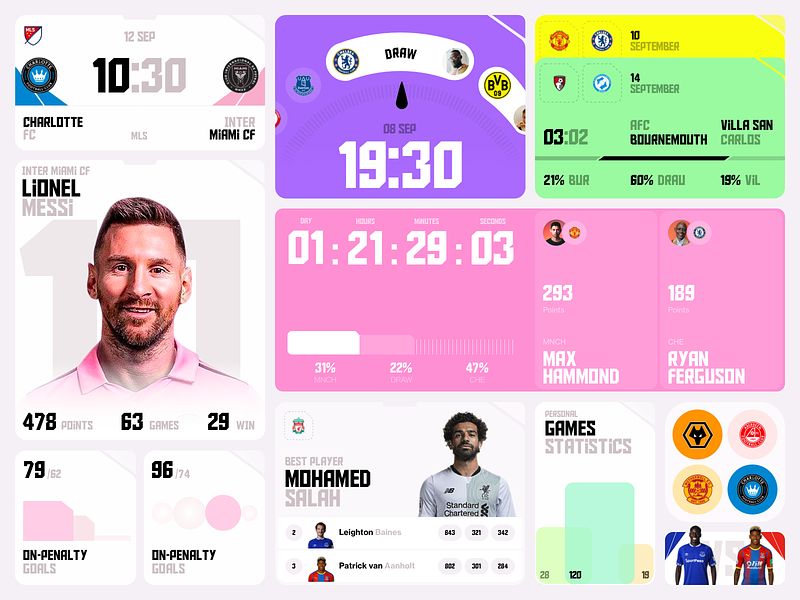 MLS
12 SEP
10:30
CHARLOTTE
FC
MLS
INTER
MiAMi CF
INTER MiAMi CF
LiONEL
MESSi
478 POiNTS
63 GAMES
29 WIN
79/62
ON-PENALTY
GOALS
96/74
ON-PENALTY
GOALS
DRAW
BVB
09
08 SEP
19:30
10
SEPTEMBER
14
SEPTEMBER
03:02
AFC
BOURNEMOUTH
ViLLA SAN
CARLOS
21% BUR
60% DRAU
19% ViL
DAY
HOURS
MINUTES
SECONDS
01:21:29:03
31%
MNCH
22%
DRAW
47%
CHE
293
Points
MNCH
MAX
HAMMOND
189
Points
CHE
RYAN
FERGUSON
BEST PLAYER
MOHAMED
SALAH
Standard
Chartered
2
Leighton Baines
843
321
342
3
Patrick van Aanholt
802
301
284
PERSONAL
GAMES
STATiSTiCS
28
120
19
VS